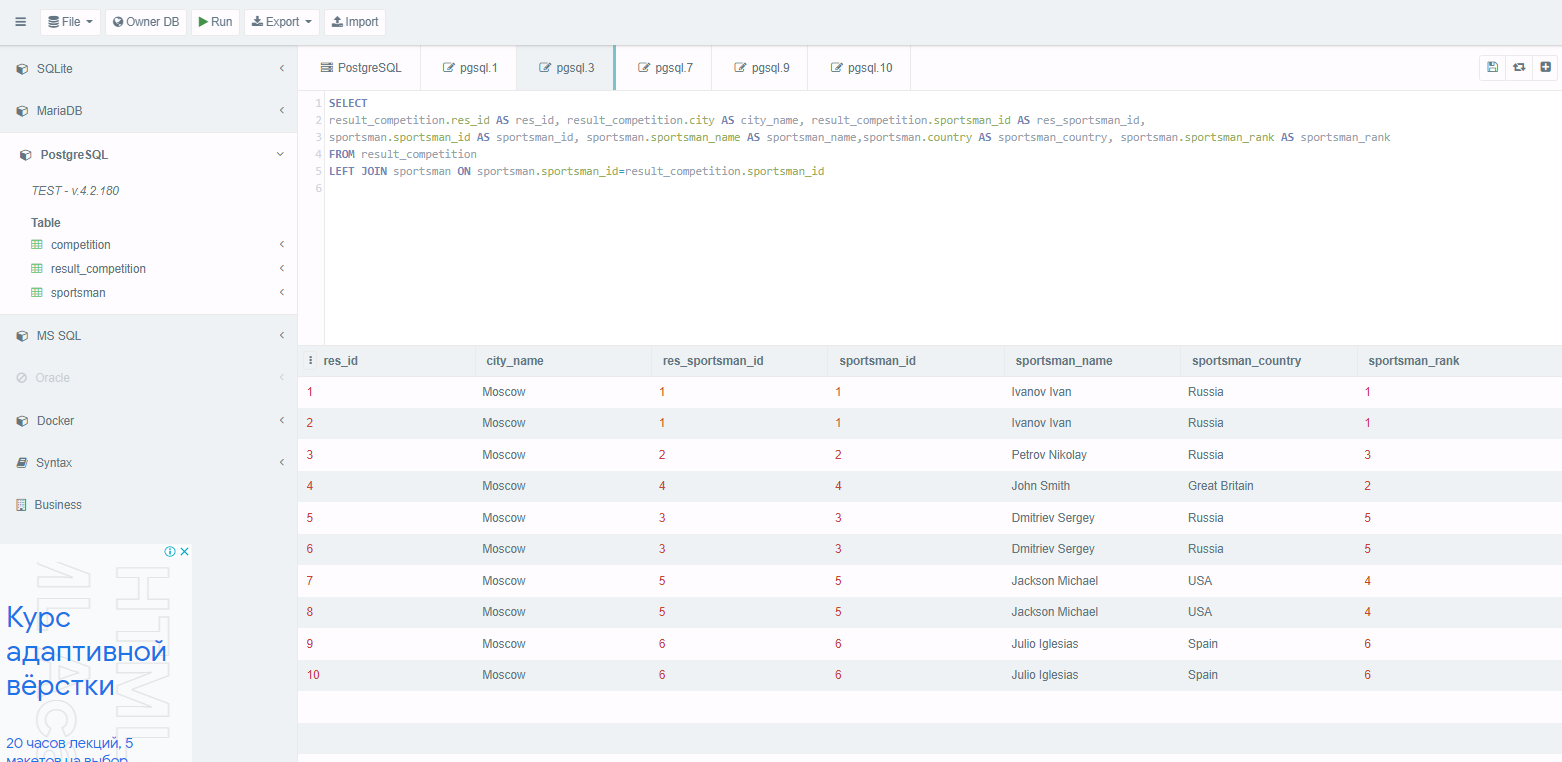 File Owner DB Run Export Import
SQLite
MariaDB
PostgreSQL
TEST - v.4.2.180
Table
competition
result_competition
sportsman
MS SQL
Oracle
Docker
Syntax
Business
HTML
Курс
адаптивной
вёрстки
20 часов лекций, 5
макетов на выбор
PostgreSQL pgsql.1 pgsql.3 pgsql.7 pgsql.9 pgsql.10
1 SELECT
2 result_competition.res_id AS res_id, result_competition.city AS city_name, result_competition.sportsman_id AS res_sportsman_id,
3 sportsman.sportsman_id AS sportsman_id, sportsman.sportsman_name AS sportsman_name,sportsman.country AS sportsman_country, sportsman.sportsman_rank AS sportsman_rank
4 FROM result_competition
5 LEFT JOIN sportsman ON sportsman.sportsman_id=result_competition.sportsman_id
6
res_id city_name res_sportsman_id sportsman_id sportsman_name sportsman_country sportsman_rank
1 Moscow 1 1 Ivanov Ivan Russia 1
2 Moscow 1 1 Ivanov Ivan Russia 1
3 Moscow 2 2 Petrov Nikolay Russia 3
4 Moscow 4 4 John Smith Great Britain 2
5 Moscow 3 3 Dmitriev Sergey Russia 5
6 Moscow 3 3 Dmitriev Sergey Russia 5
7 Moscow 5 5 Jackson Michael USA 4
8 Moscow 5 5 Jackson Michael USA 4
9 Moscow 6 6 Julio Iglesias Spain 6
10 Moscow 6 6 Julio Iglesias Spain 6